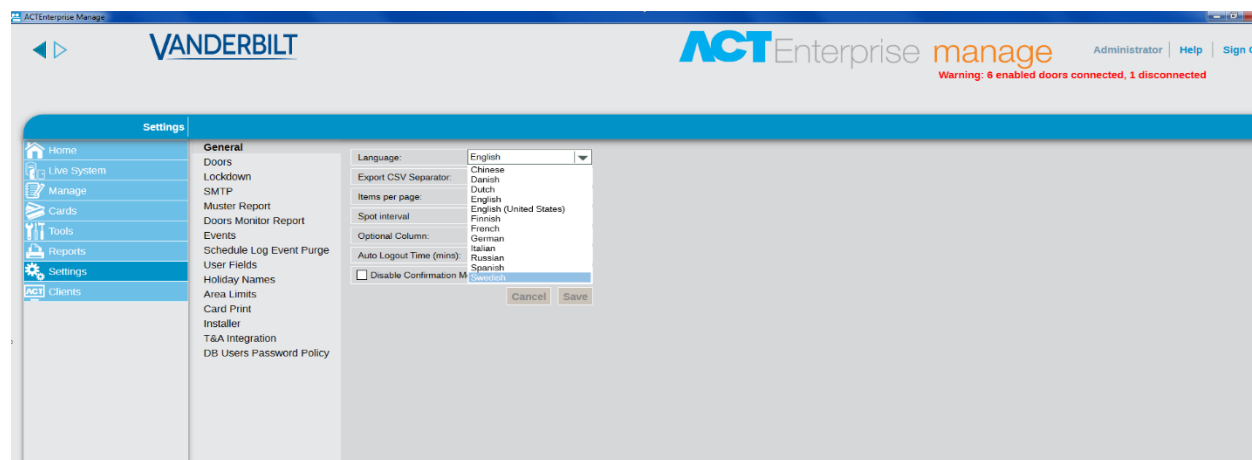 ACTEnterprise Manage
VANDERBILT
ACTEnterprise manage
Administrator | Help | Sign
Warning: 6 enabled doors connected, 1 disconnected
Settings
Home
Live System
Manage
Cards
Tools
Reports
Settings
ACT Clients
General
Doors
Lockdown
SMTP
Muster Report
Doors Monitor Report
Events
Schedule Log Event Purge
User Fields
Holiday Names
Area Limits
Card Print
Installer
T&A Integration
DB Users Password Policy
Language: English
Export CSV Separator:
Items per page:
Spot interval
Optional Column:
Auto Logout Time (mins):
Disable Confirmation M
Chinese
Danish
Dutch
English
English (United States)
Finnish
French
German
Italian
Russian
Spanish
Swedish
Cancel Save